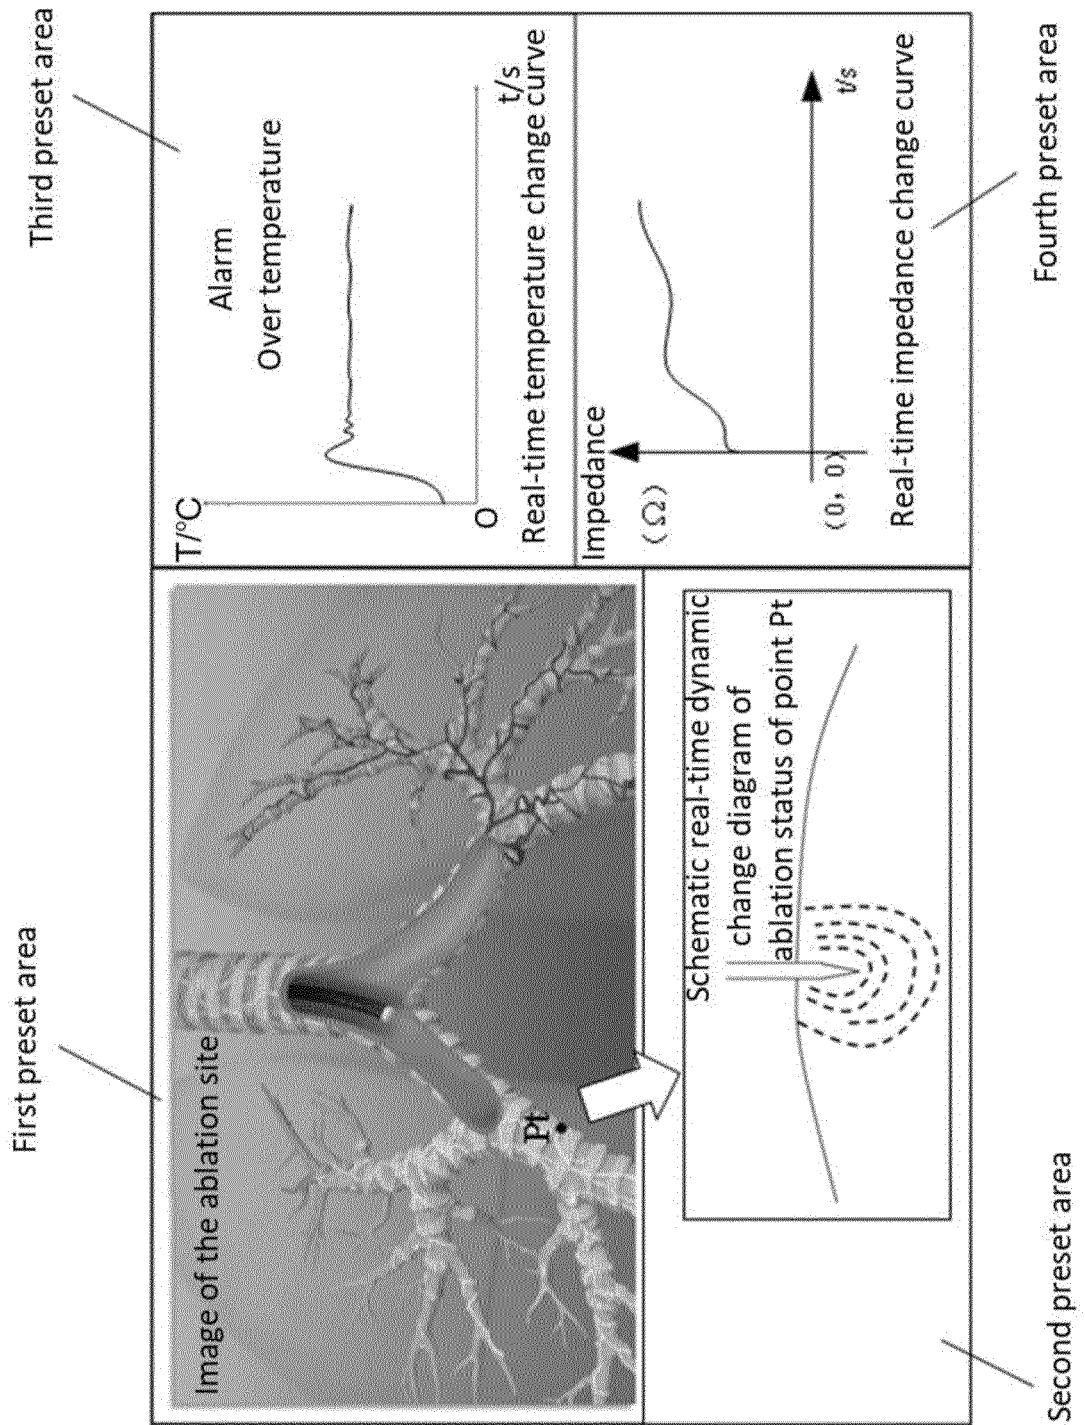 First preset area
Third preset area
Image of the ablation site
Pt
T/°C
Alarm
Over temperature
O
t/s
Real-time temperature change curve
Schematic real-time dynamic
change diagram of
ablation status of point Pt
Impedance
(Ω)
(0, 0)
t/s
Real-time impedance change curve
Second preset area
Fourth preset area